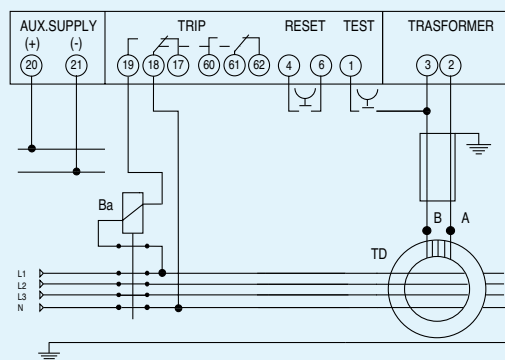 AUX.SUPPLY TRIP RESET TEST TRASFORMER
(+) (-)
20 21 19 18 17 60 61 62 4 6 1 3 2
Ba
B A
TD
L1
L2
L3
N